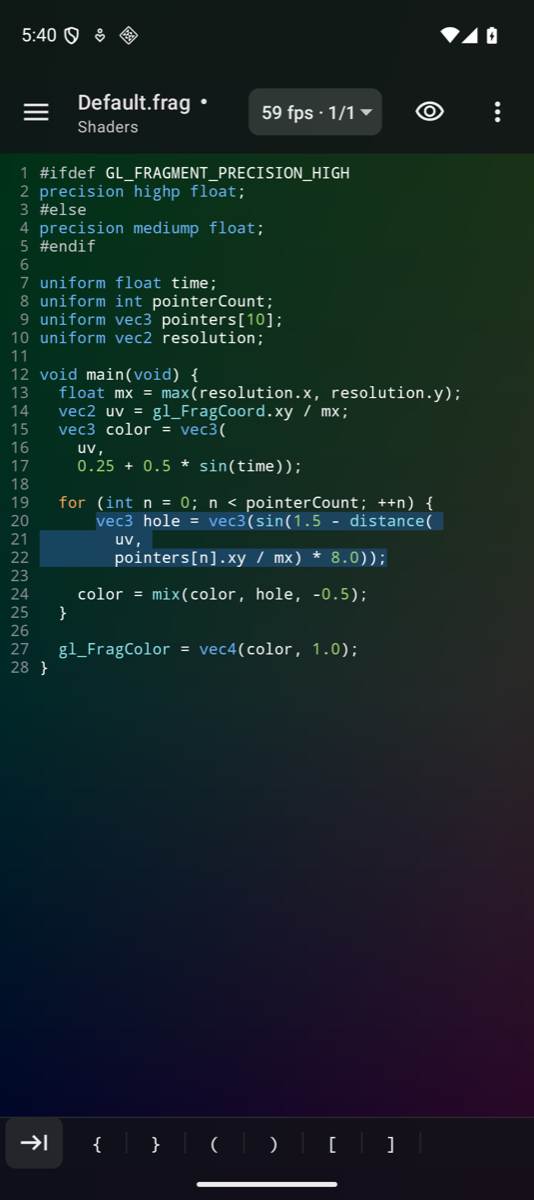 5:40
Default.frag •
Shaders
59 fps · 1/1
1 #ifdef GL_FRAGMENT_PRECISION_HIGH
2 precision highp float;
3 #else
4 precision mediump float;
5 #endif
6
7 uniform float time;
8 uniform int pointerCount;
9 uniform vec3 pointers[10];
10 uniform vec2 resolution;
11
12 void main(void) {
13   float mx = max(resolution.x, resolution.y);
14   vec2 uv = gl_FragCoord.xy / mx;
15   vec3 color = vec3(
16     uv,
17     0.25 + 0.5 * sin(time));
18
19   for (int n = 0; n < pointerCount; ++n) {
20       vec3 hole = vec3(sin(1.5 - distance(
21         uv,
22         pointers[n].xy / mx) * 8.0));
23
24     color = mix(color, hole, -0.5);
25   }
26
27   gl_FragColor = vec4(color, 1.0);
28 }
{ } ( ) [ ]